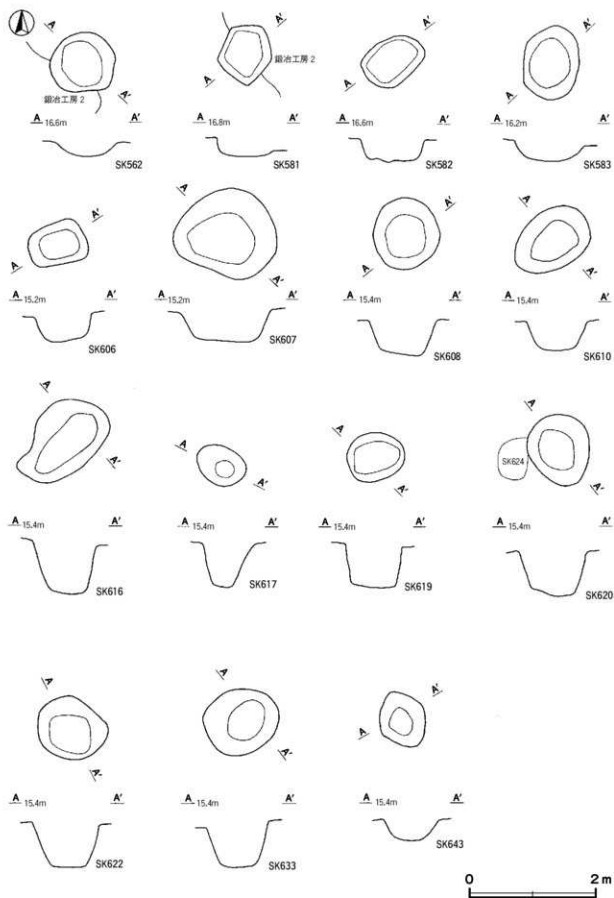 A A'
鍛冶工房 2
A 16.6m A'
SK562
A A'
鍛冶工房 2
A 16.8m A'
SK581
A A'
A 16.6m A'
SK582
A A'
A 16.2m A'
SK583
A A'
A 15.2m A'
SK606
A A'
A 15.2m A'
SK607
A A'
A 15.4m A'
SK608
A A'
A 15.4m A'
SK610
A A'
A 15.4m A'
SK616
A A'
A 15.4m A'
SK617
A A'
A 15.4m A'
SK619
A A'
SK624
A 15.4m A'
SK620
A A'
A 15.4m A'
SK622
A A'
A 15.4m A'
SK633
A A'
A 15.4m A'
SK643
0 2 m